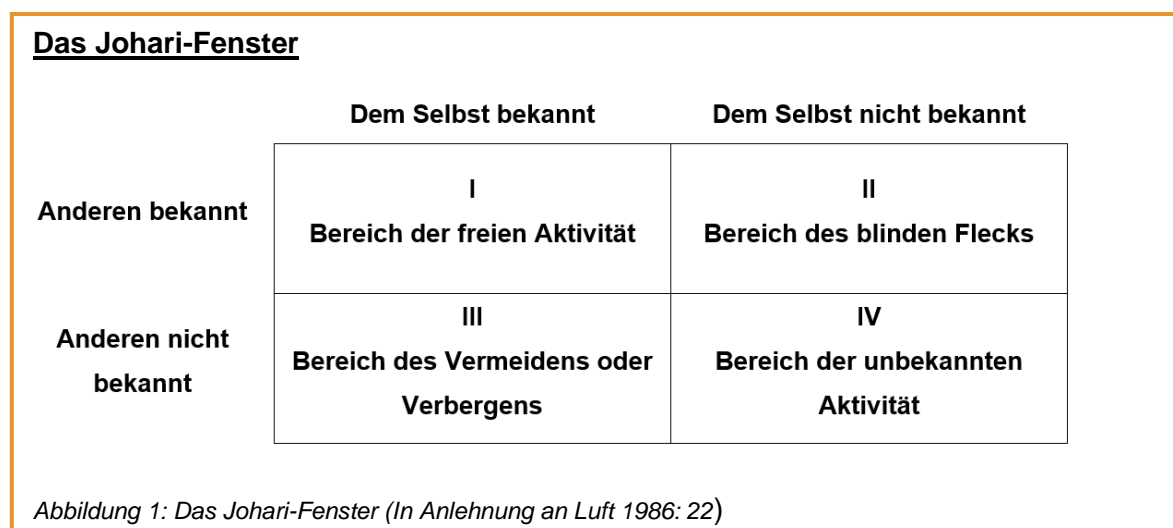 Das Johari-Fenster
Dem Selbst bekannt
Dem Selbst nicht bekannt
Anderen bekannt
I
Bereich der freien Aktivität
II
Bereich des blinden Flecks
Anderen nicht
bekannt
III
Bereich des Vermeidens oder
Verbergens
IV
Bereich der unbekannten
Aktivität
Abbildung 1: Das Johari-Fenster (In Anlehnung an Luft 1986: 22)